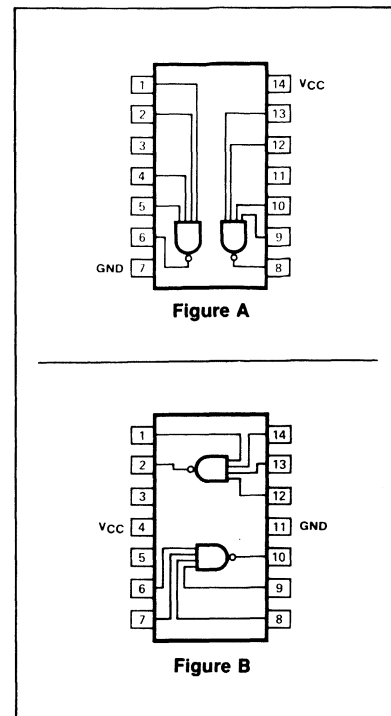 1 14 VCC
2 13
3 12
4 11
5 10
6 9
GND 7 8
Figure A
1 14
2 13
3 12
VCC 4 11 GND
5 10
6 9
7 8
Figure B